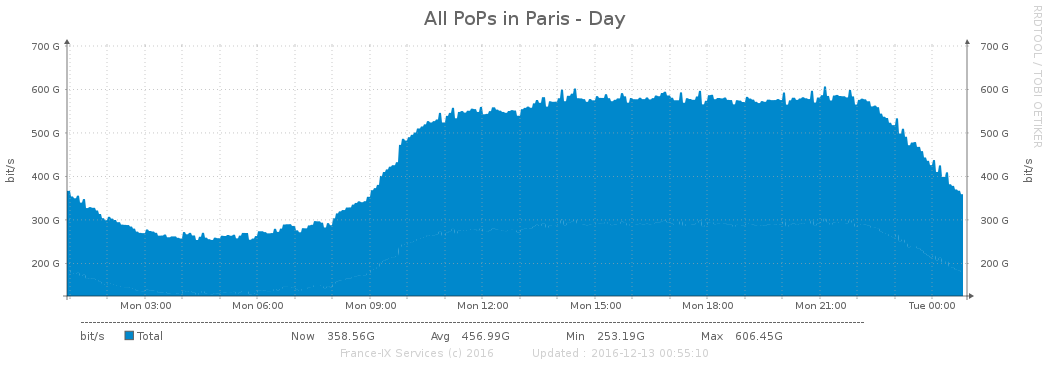 All PoPs in Paris - Day
RRDTOOL / TOBI OETIKER
700 G 700 G
600 G 600 G
500 G 500 G
400 G 400 G
300 G 300 G
200 G 200 G
bit/s bit/s
Mon 03:00 Mon 06:00 Mon 09:00 Mon 12:00 Mon 15:00 Mon 18:00 Mon 21:00 Tue 00:00
bit/s Total Now 358.56G Avg 456.99G Min 253.19G Max 606.45G
France-IX Services (c) 2016 Updated : 2016-12-13 00:55:10